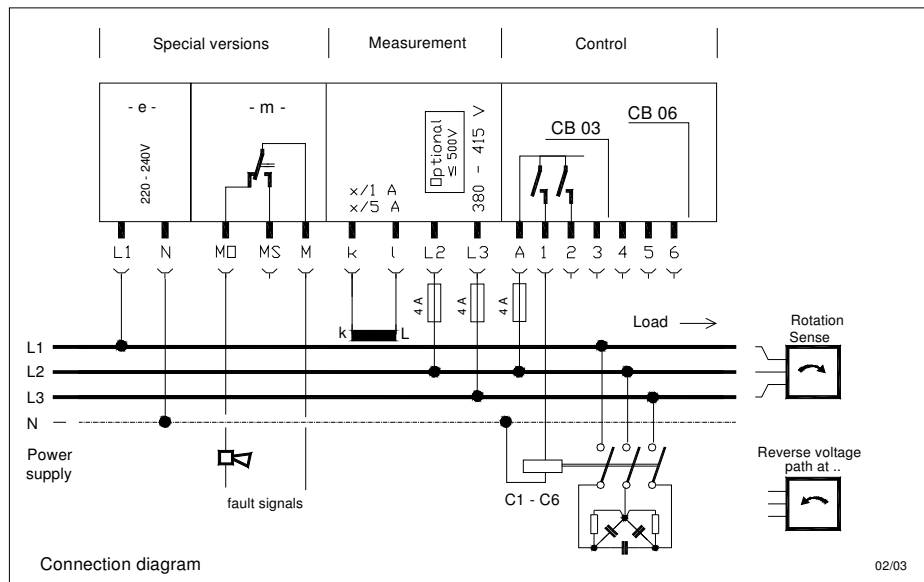 Special versions
Measurement
Control
- e -
- m -
220 - 240V
x/1 A
x/5 A
Optional
≤ 500V
380 - 415 V
CB 03
CB 06
L1 N MO MS M k l L2 L3 A 1 2 3 4 5 6
4 A
4 A
4 A
k L
Load
L1
L2
L3
N
Rotation
Sense
Power
supply
fault signals
C1 - C6
Reverse voltage
path at ..
Connection diagram
02/03